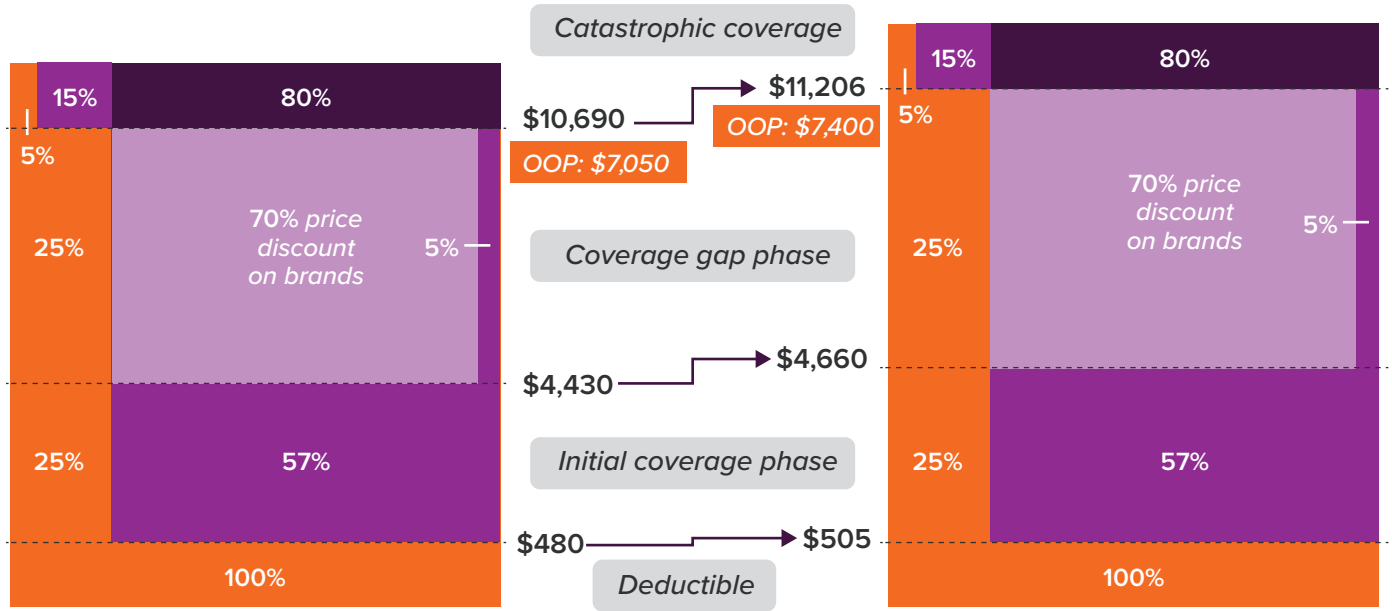 Catastrophic coverage
15%
80%
5%
$10,690
OOP: $7,050
$11,206
OOP: $7,400
15%
80%
5%
25%
70% price
discount
on brands
5%
Coverage gap phase
25%
70% price
discount
on brands
5%
$4,430
$4,660
25%
57%
Initial coverage phase
25%
57%
$480
$505
100%
Deductible
100%